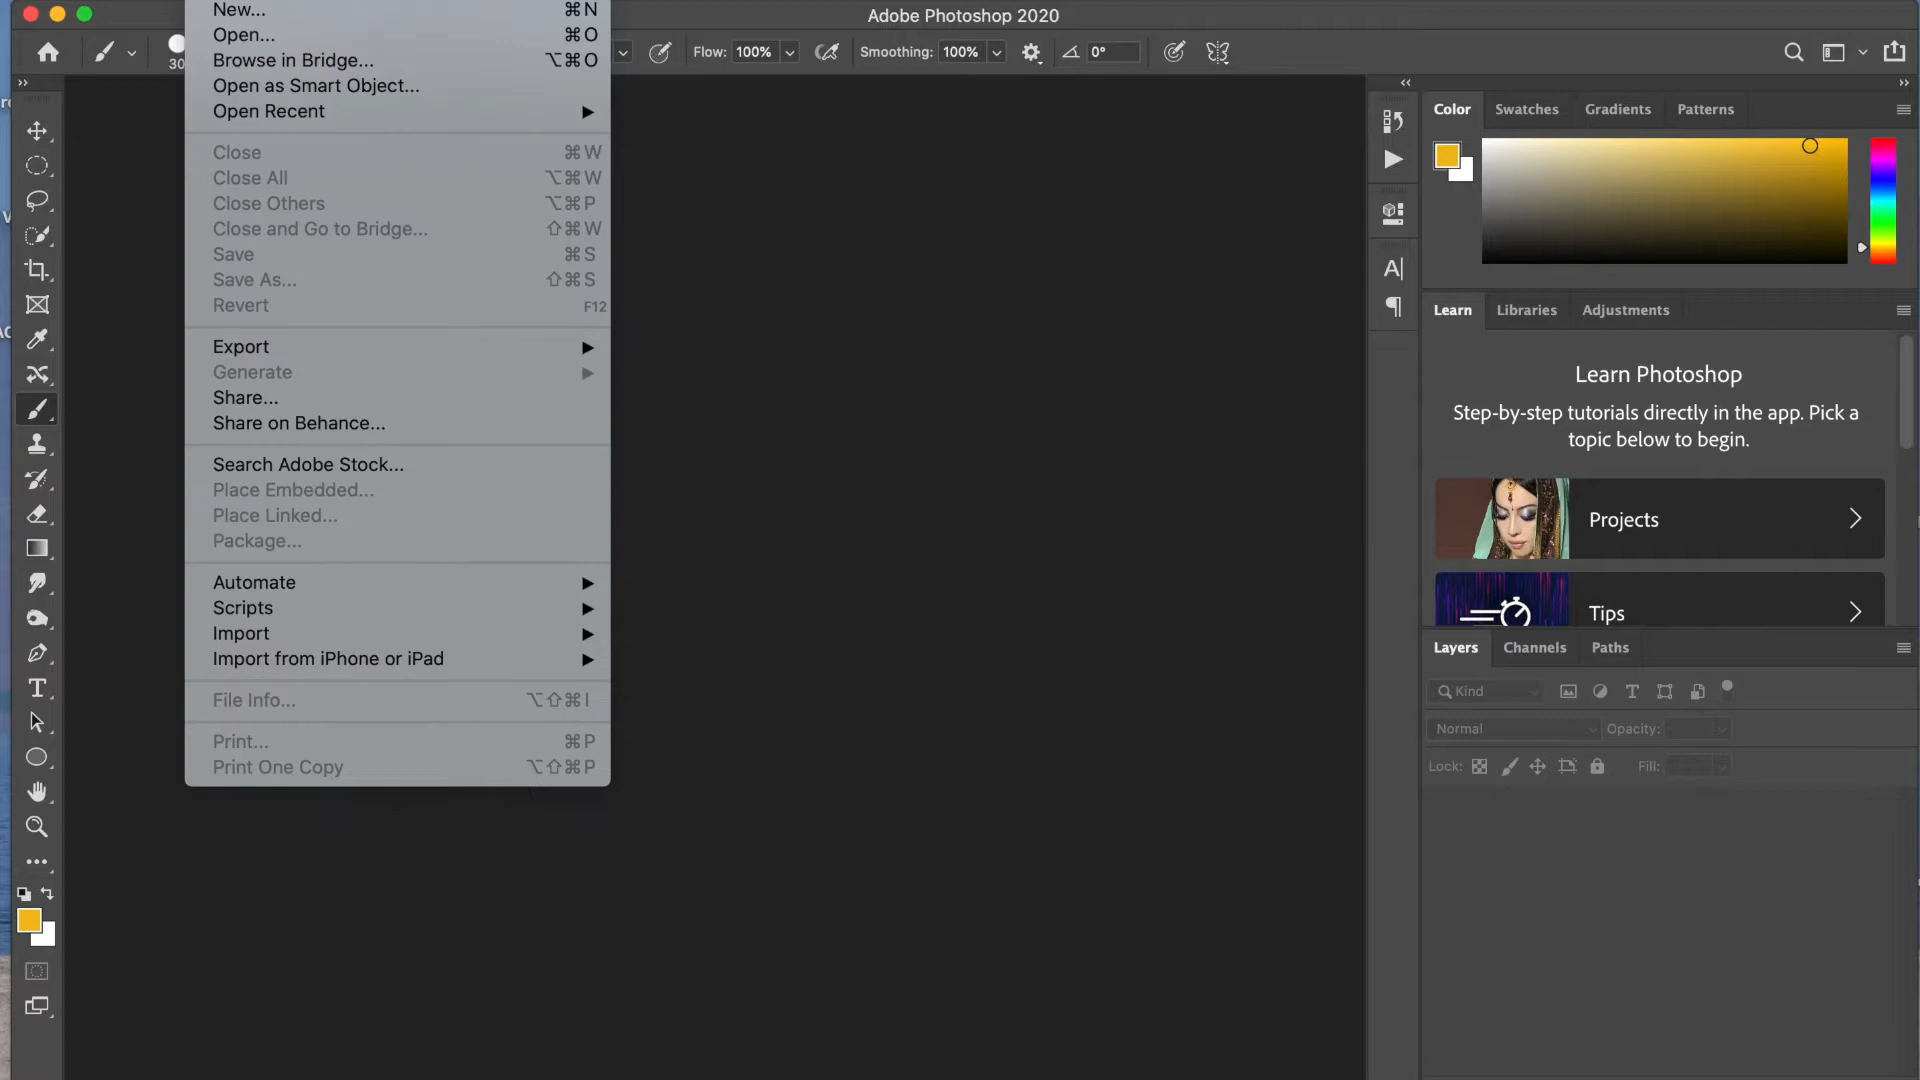 Adobe Photoshop 2020
30
Flow: 100%
Smoothing: 100%
0°
New... ⌘N
Open... ⌘O
Browse in Bridge... ⌥⌘O
Open as Smart Object...
Open Recent
Close ⌘W
Close All ⌥⌘W
Close Others ⌥⌘P
Close and Go to Bridge... ⇧⌘W
Save ⌘S
Save As... ⇧⌘S
Revert F12
Export
Generate
Share...
Share on Behance...
Search Adobe Stock...
Place Embedded...
Place Linked...
Package...
Automate
Scripts
Import
Import from iPhone or iPad
File Info... ⌥⇧⌘I
Print... ⌘P
Print One Copy ⌥⇧⌘P
Color Swatches Gradients Patterns
Learn Libraries Adjustments
Learn Photoshop
Step-by-step tutorials directly in the app. Pick a
topic below to begin.
Projects
Tips
Layers Channels Paths
Kind
Normal Opacity:
Lock: Fill: